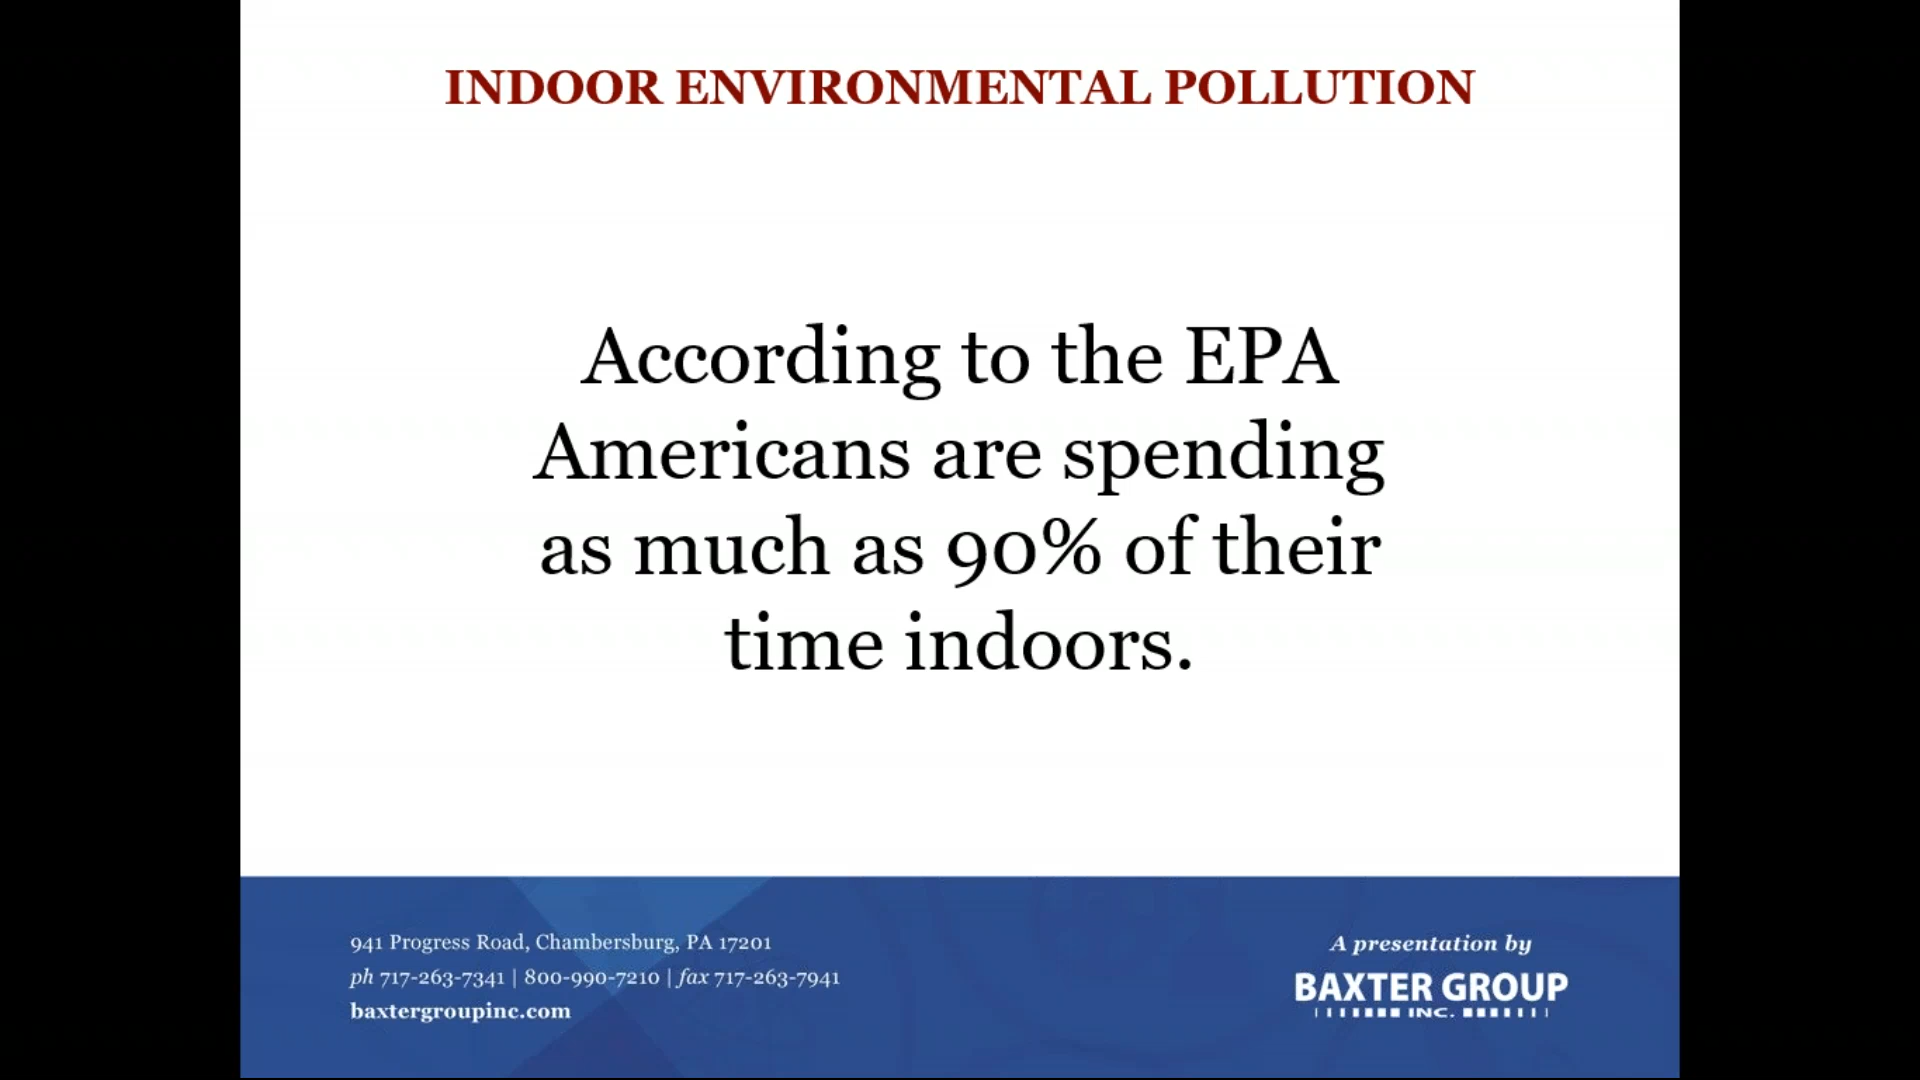 INDOOR ENVIRONMENTAL POLLUTION
According to the EPA
Americans are spending
as much as 90% of their
time indoors.
941 Progress Road, Chambersburg, PA 17201
ph 717-263-7341 | 800-990-7210 | fax 717-263-7941
baxtergroupinc.com
A presentation by
BAXTER GROUP
INC.